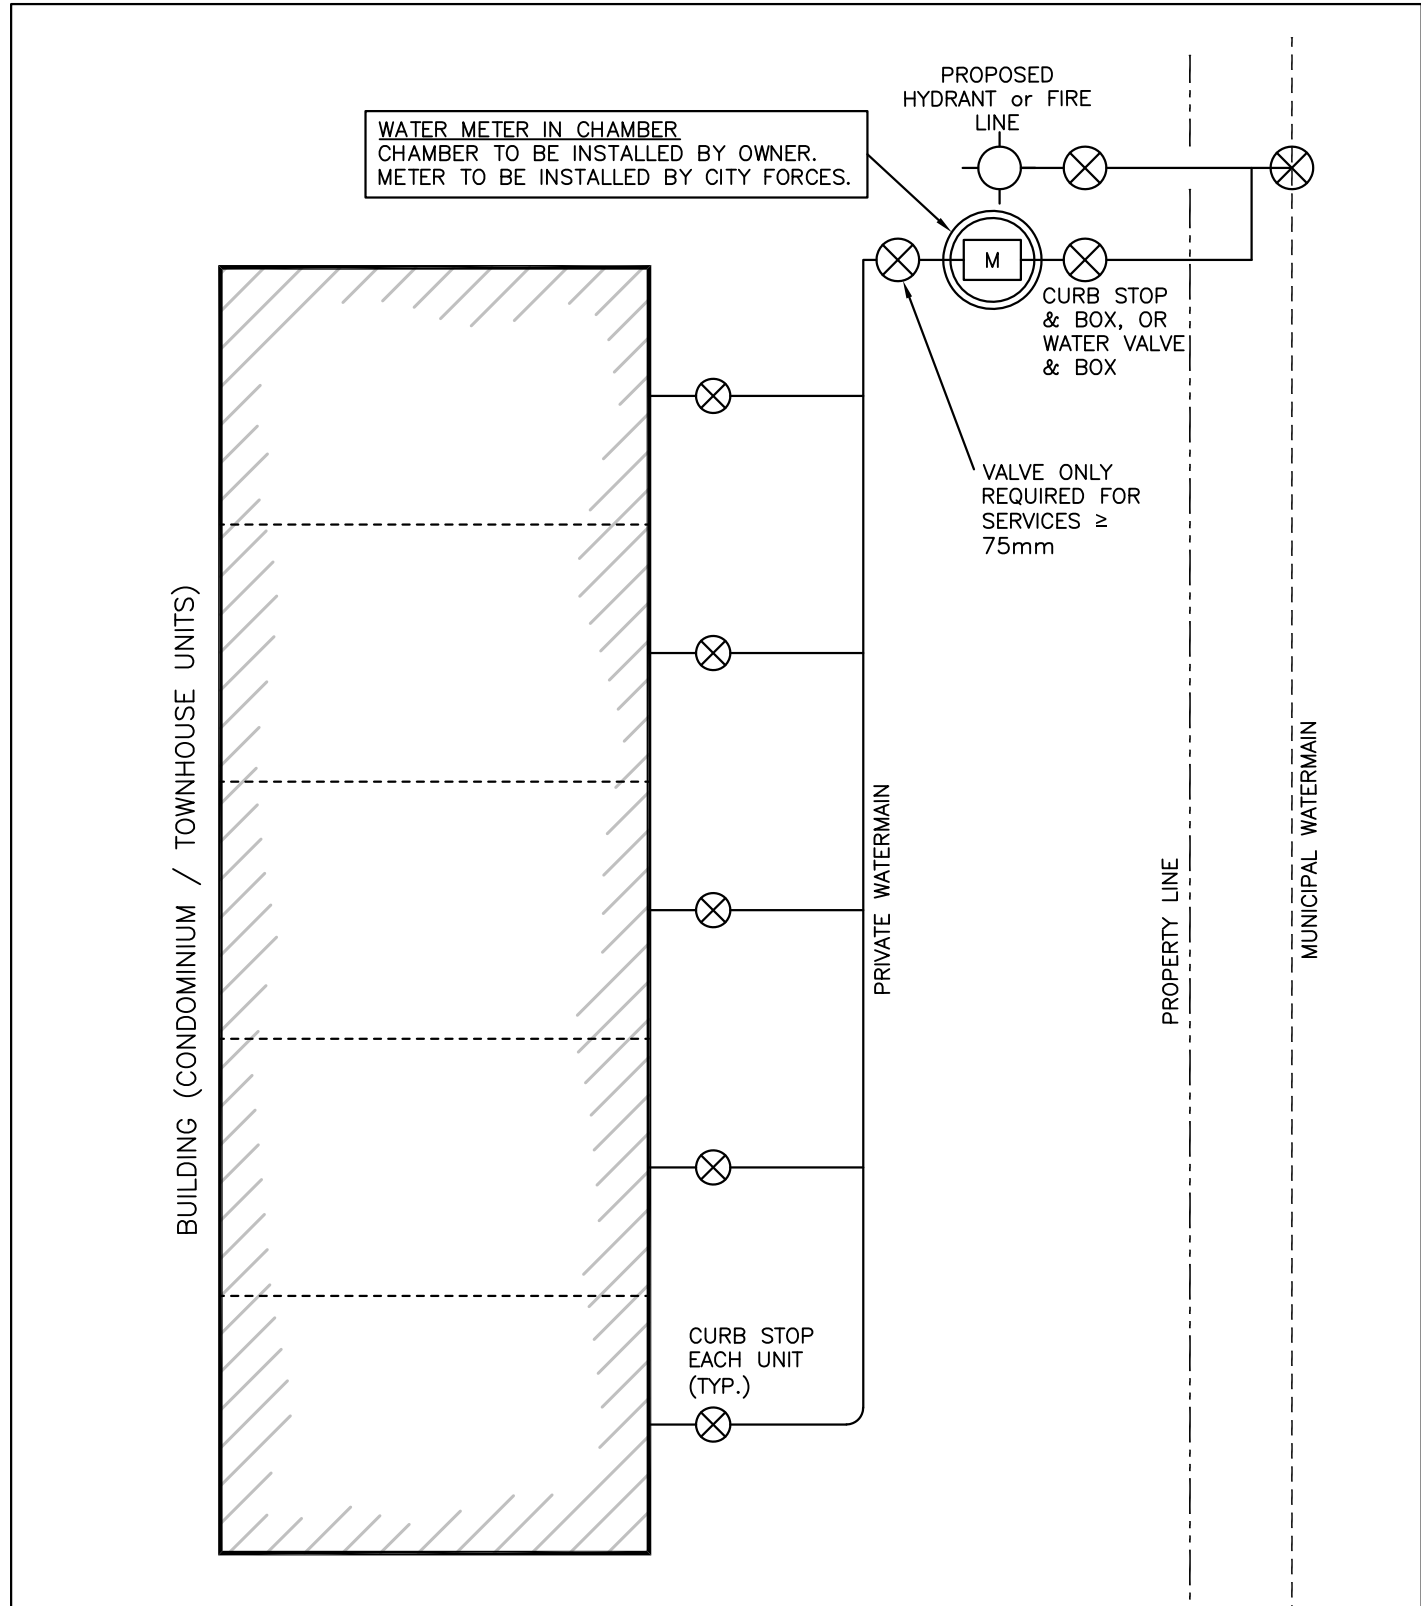 PROPOSED
HYDRANT or FIRE
LINE
WATER METER IN CHAMBER
CHAMBER TO BE INSTALLED BY OWNER.
METER TO BE INSTALLED BY CITY FORCES.
M
CURB STOP
& BOX, OR
WATER VALVE
& BOX
VALVE ONLY
REQUIRED FOR
SERVICES ≥
75mm
BUILDING (CONDOMINIUM / TOWNHOUSE UNITS)
PRIVATE WATERMAIN
PROPERTY LINE
MUNICIPAL WATERMAIN
CURB STOP
EACH UNIT
(TYP.)